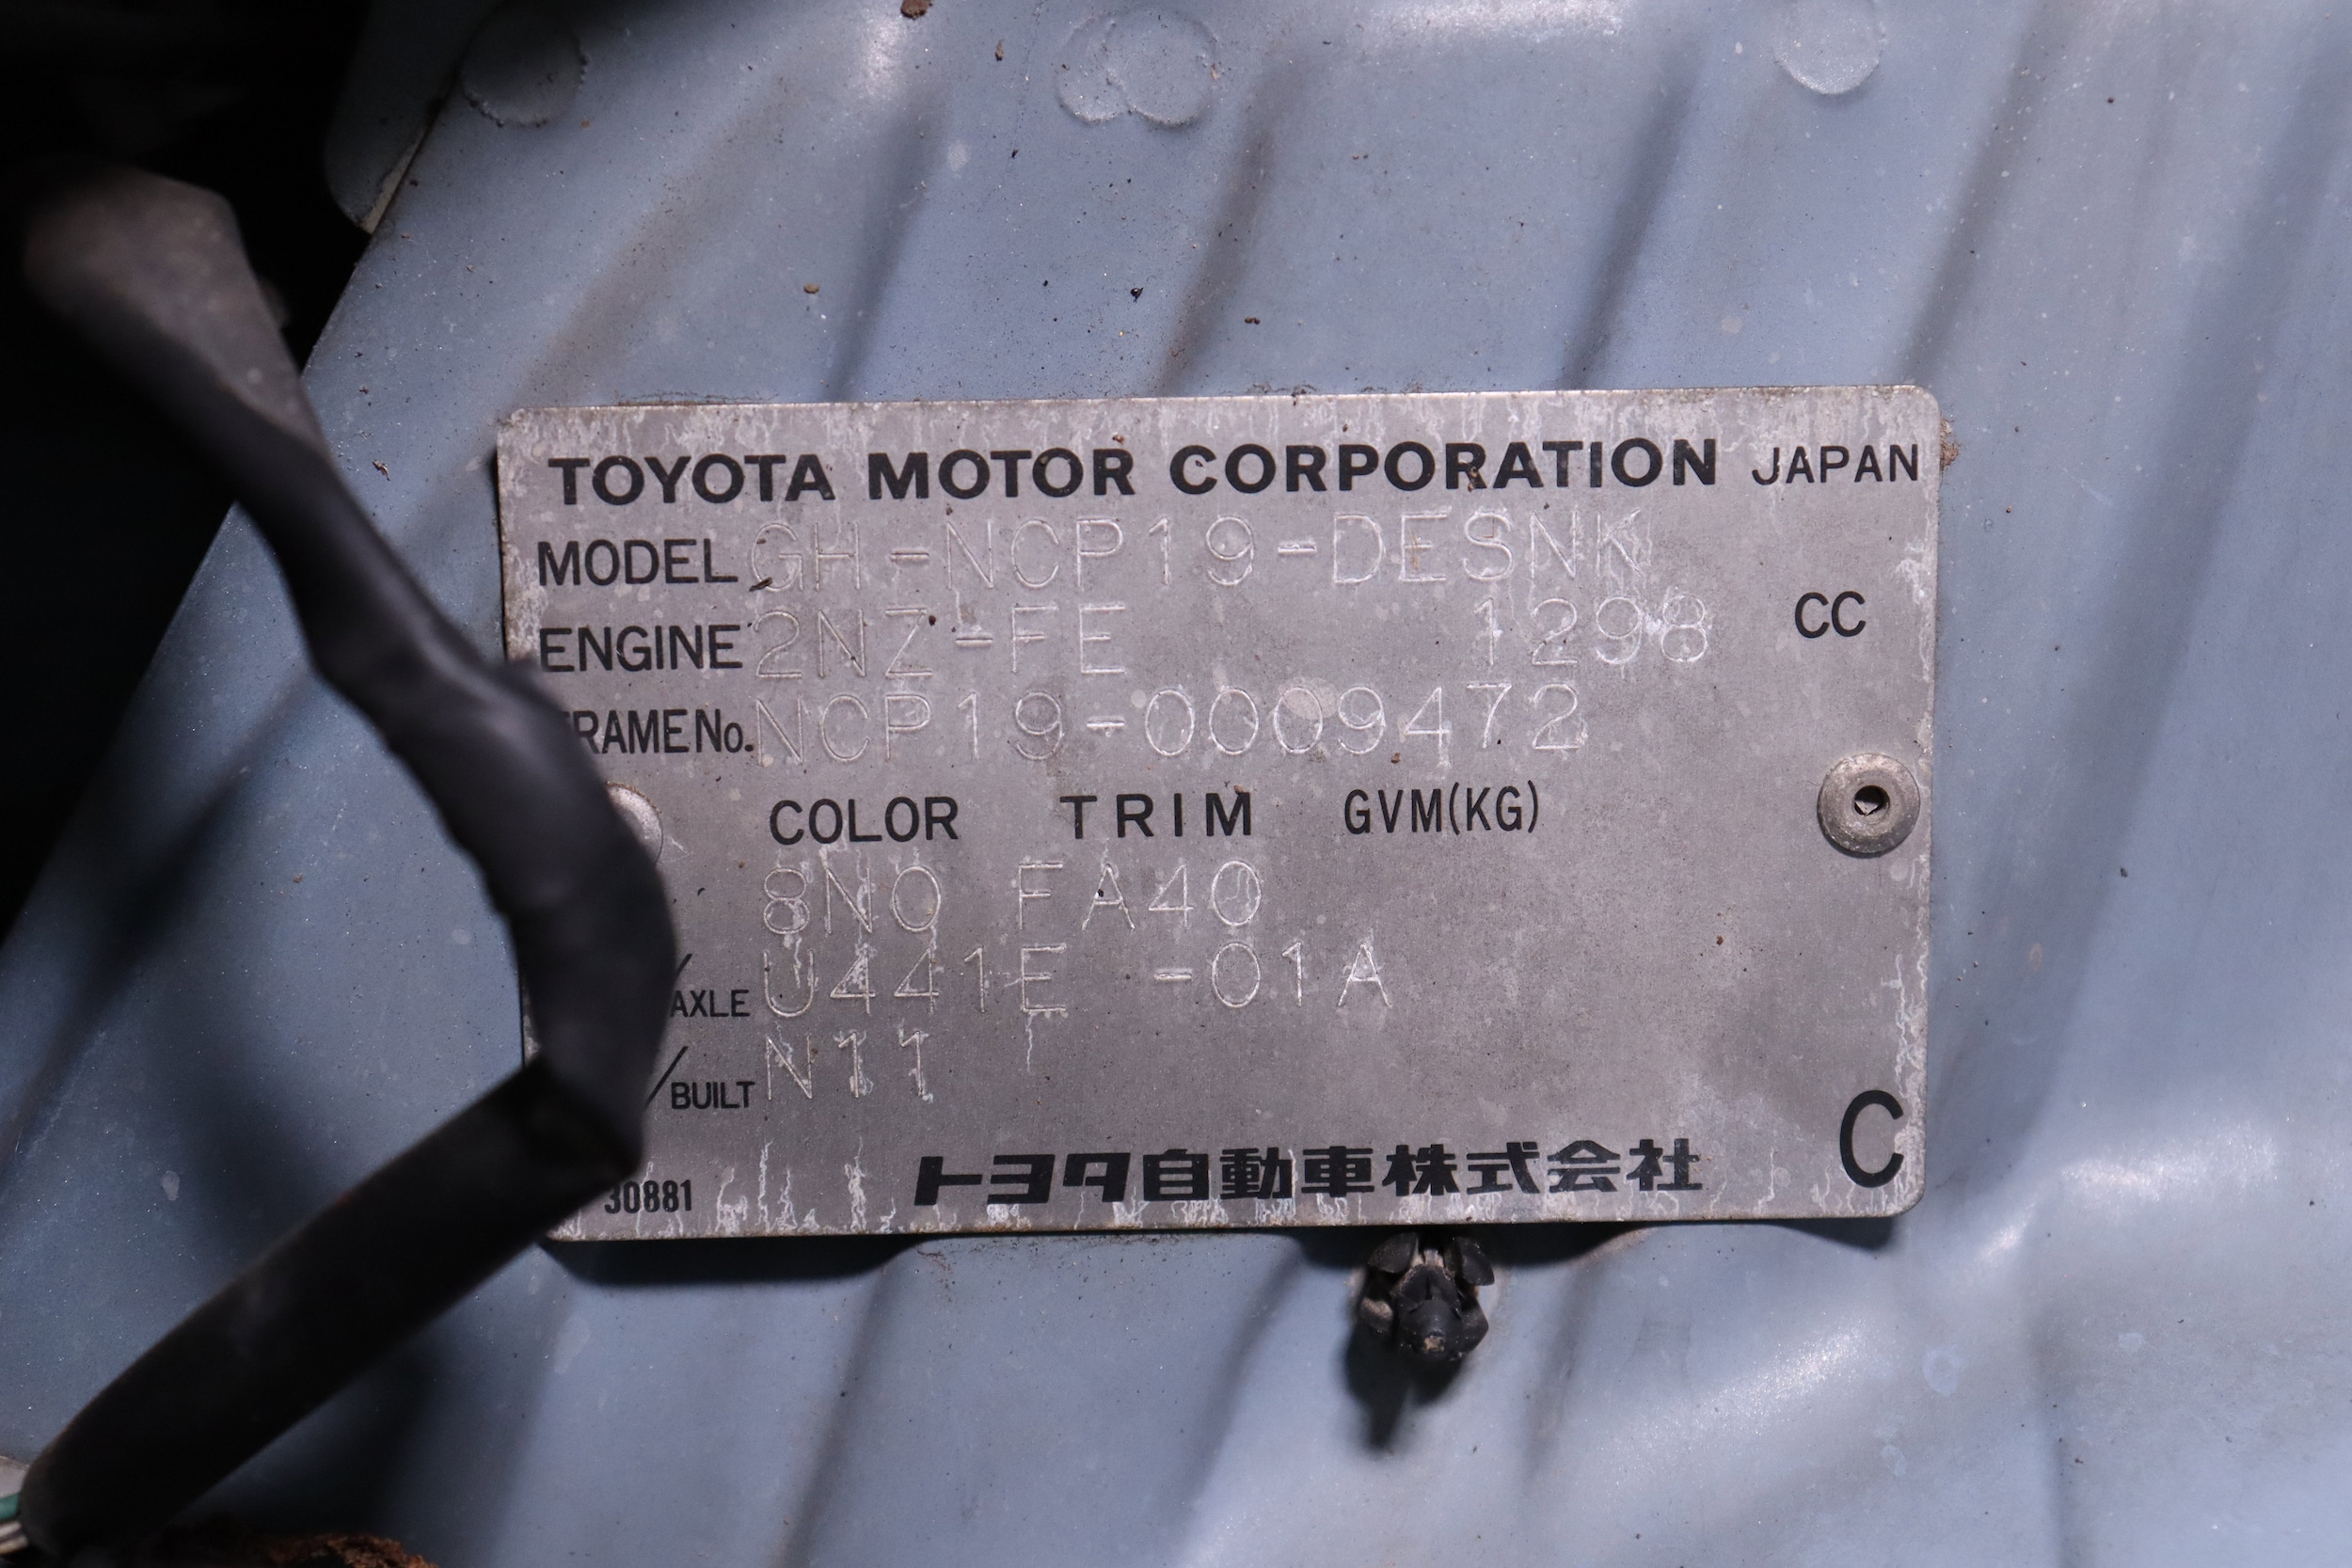 TOYOTA MOTOR CORPORATION JAPAN
MODEL GH-NCP19-DESNK
ENGINE 2NZ-FE 1298 CC
FRAME No. NCP19-0009472
COLOR TRIM GVM(KG)
8N0 FA40
/AXLE U441E -01A
/BUILT N11
30881 トヨタ自動車株式会社 C